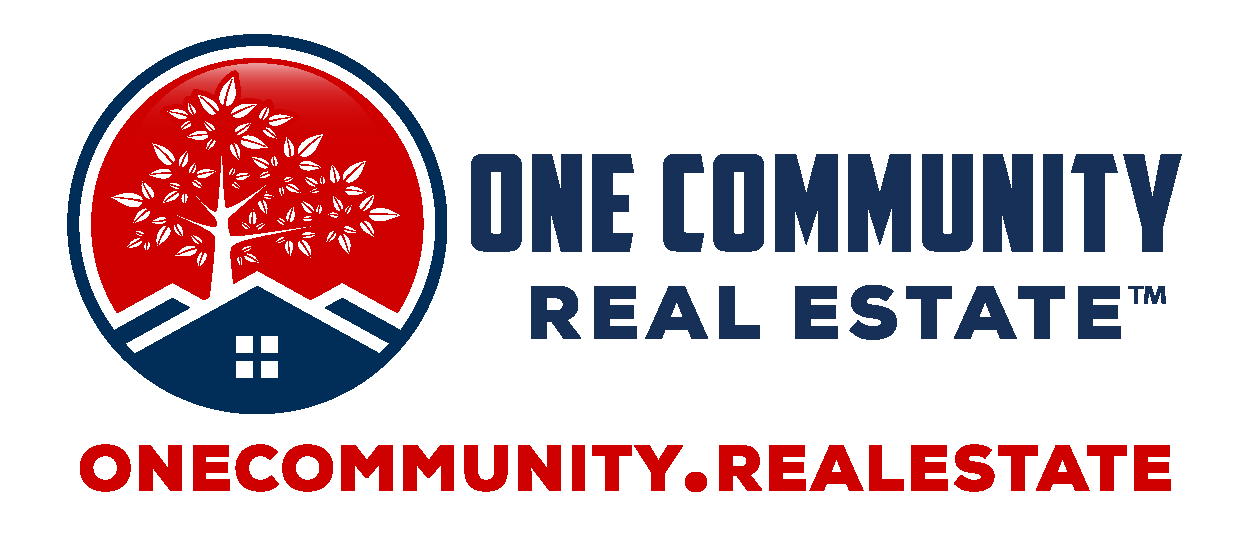 ONE COMMUNITY
REAL ESTATE™
ONECOMMUNITY.REALESTATE